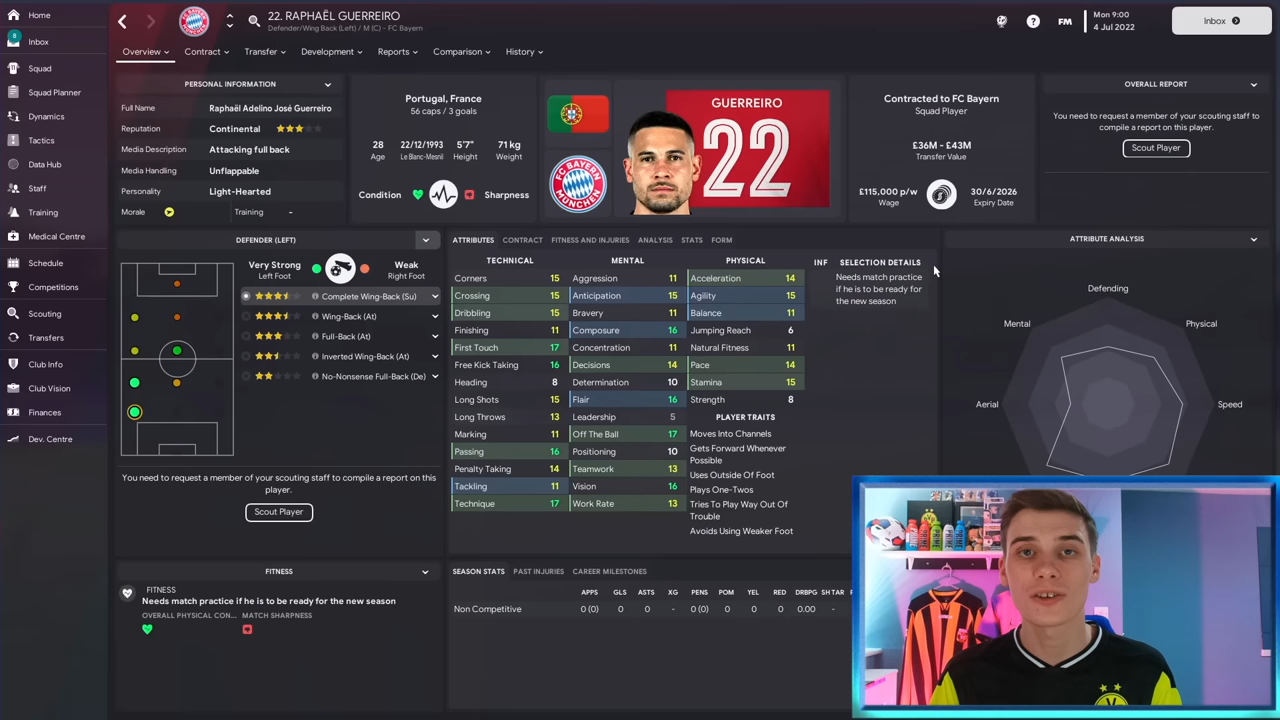 Home
8
Inbox
Squad
Squad Planner
Dynamics
Tactics
Data Hub
Staff
Training
Medical Centre
Schedule
Competitions
Scouting
Transfers
Club Info
Club Vision
Finances
Dev. Centre
22. RAPHAËL GUERREIRO
Defender/Wing Back (Left) / M (C) - FC Bayern
?
FM
Mon 9:00
4 Jul 2022
Inbox
Overview
Contract
Transfer
Development
Reports
Comparison
History
PERSONAL INFORMATION
Full Name Raphaël Adelino José Guerreiro
Reputation Continental
Media Description Attacking full back
Media Handling Unflappable
Personality Light-Hearted
Morale Training -
Portugal, France
56 caps / 3 goals
28 22/12/1993 5'7" 71 kg
Age Le Blanc-Mesnil Height Weight
Condition Sharpness
FC BAYERN
MÜNCHEN
GUERREIRO
22
Contracted to FC Bayern
Squad Player
£36M - £43M
Transfer Value
£115,000 p/w 30/6/2026
Wage Expiry Date
OVERALL REPORT
You need to request a member of your scouting staff to
compile a report on this player.
Scout Player
DEFENDER (LEFT)
Very Strong Weak
Left Foot Right Foot
Complete Wing-Back (Su)
Wing-Back (At)
Full-Back (At)
Inverted Wing-Back (At)
No-Nonsense Full-Back (De)
You need to request a member of your scouting staff to compile a report on this
player.
Scout Player
ATTRIBUTES CONTRACT FITNESS AND INJURIES ANALYSIS STATS FORM
TECHNICAL MENTAL PHYSICAL INF SELECTION DETAILS
Corners 15 Aggression 11 Acceleration 14
Crossing 15 Anticipation 15 Agility 15
Dribbling 15 Bravery 11 Balance 11
Finishing 11 Composure 16 Jumping Reach 6
First Touch 17 Concentration 11 Natural Fitness 11
Free Kick Taking 16 Decisions 14 Pace 14
Heading 8 Determination 10 Stamina 15
Long Shots 15 Flair 16 Strength 8
Long Throws 13 Leadership 5
Marking 11 Off The Ball 17
Passing 16 Positioning 10
Penalty Taking 14 Teamwork 13
Tackling 11 Vision 16
Technique 17 Work Rate 13
PLAYER TRAITS
Moves Into Channels
Gets Forward Whenever
Possible
Uses Outside Of Foot
Plays One-Twos
Tries To Play Way Out Of
Trouble
Avoids Using Weaker Foot
Needs match practice
if he is to be ready for
the new season
ATTRIBUTE ANALYSIS
Defending
Mental Physical
Aerial Speed
FITNESS
FITNESS
Needs match practice if he is to be ready for the new season
OVERALL PHYSICAL CON... MATCH SHARPNESS
SEASON STATS PAST INJURIES CAREER MILESTONES
APPS GLS ASTS XG PENS POM YEL RED DRBPG SH TAR
Non Competitive 0 (0) 0 0 - 0 (0) 0 0 0 0.00 -